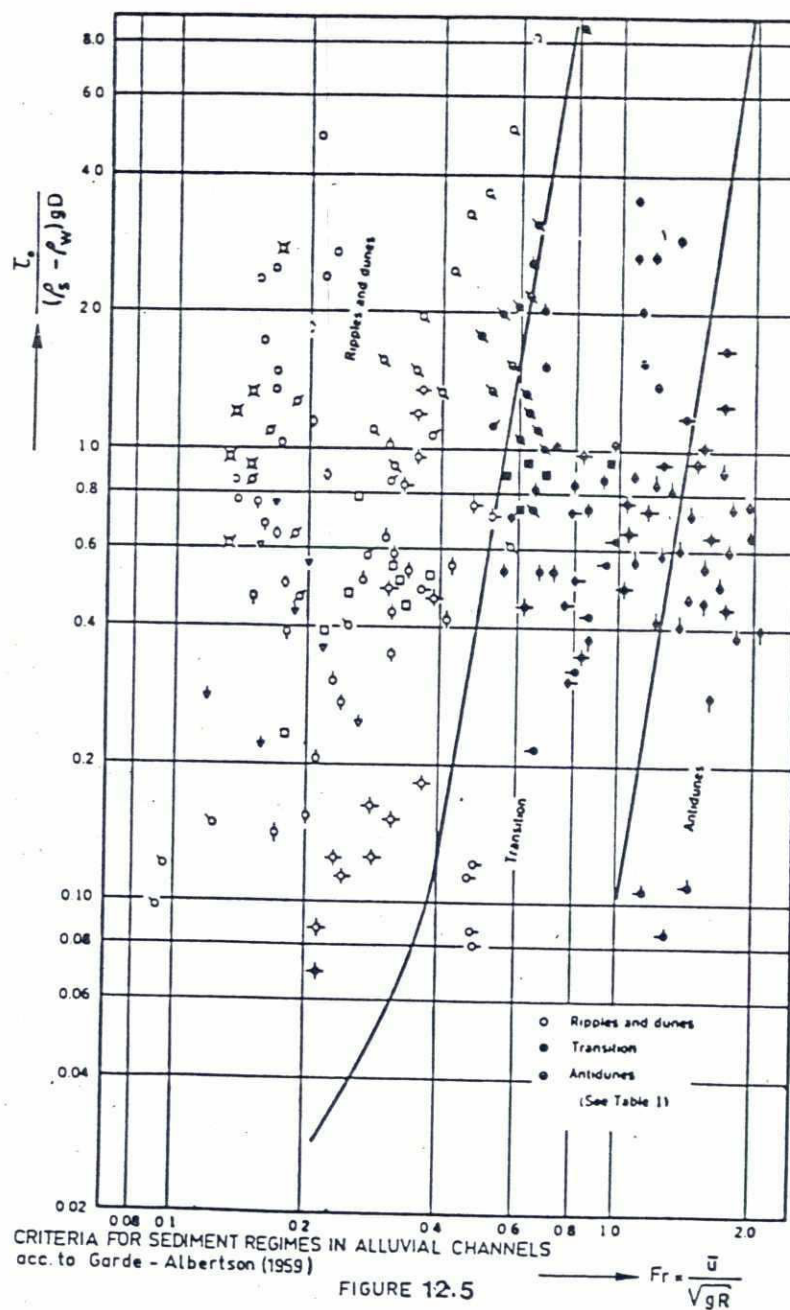 8.0
6.0
4.0
2.0
1.0
0.8
0.6
0.4
0.2
0.10
0.08
0.06
0.04
0.02
τ₀
(ρs - ρw) g D
Ripples and dunes
Transition
Antidunes
○ Ripples and dunes
● Transition
Antidunes
(See Table 1)
0 08 0 1 0 2 0 4 0 6 0 8 1 0 2 0
CRITERIA FOR SEDIMENT REGIMES IN ALLUVIAL CHANNELS
acc. to Garde - Albertson (1959)
FIGURE 12.5
Fr = ū
√gR